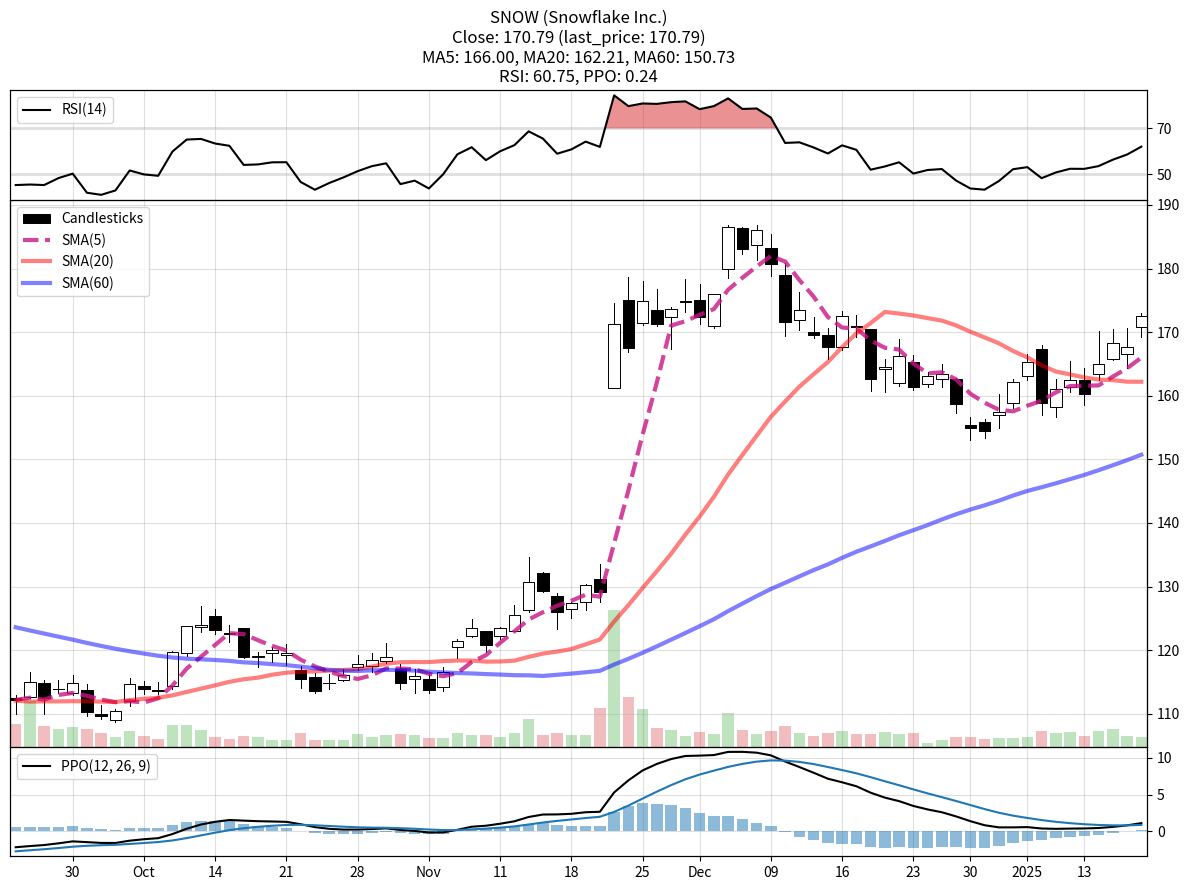 SNOW (Snowflake Inc.)
Close: 170.79 (last_price: 170.79)
MA5: 166.00, MA20: 162.21, MA60: 150.73
RSI: 60.75, PPO: 0.24
RSI(14)
70
50
Candlesticks
SMA(5)
SMA(20)
SMA(60)
190
180
170
160
150
140
130
120
110
PPO(12, 26, 9)
10
5
0
30 Oct 14 21 28 Nov 11 18 25 Dec 09 16 23 30 2025 13